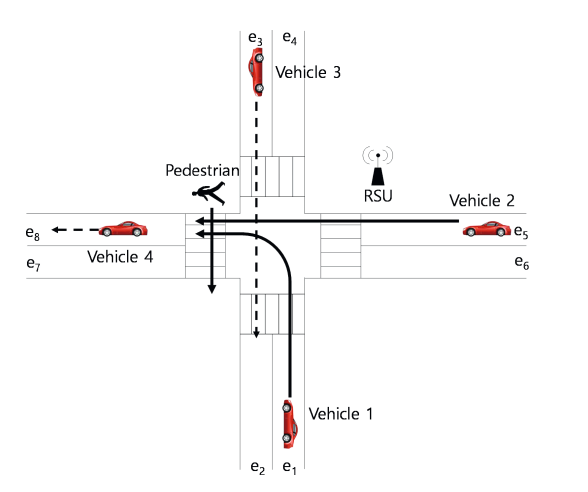 e3 e4
Vehicle 3
Pedestrian
RSU
Vehicle 2
e8
e5
Vehicle 4
e7
e6
Vehicle 1
e2 e1